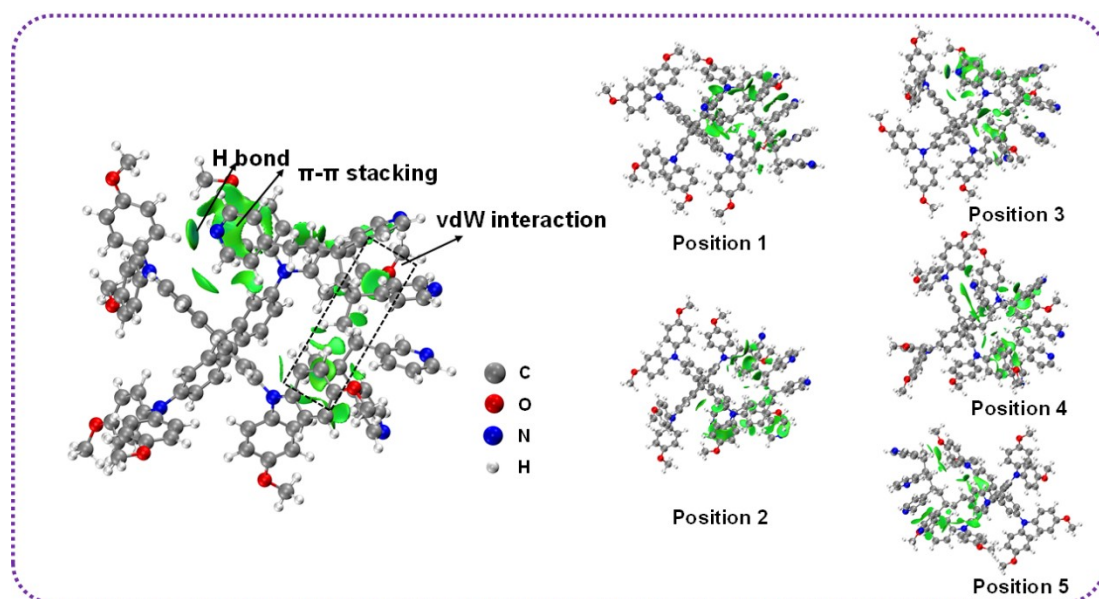 H bond
π-π stacking
vdW interaction
C
O
N
H
Position 1
Position 2
Position 3
Position 4
Position 5